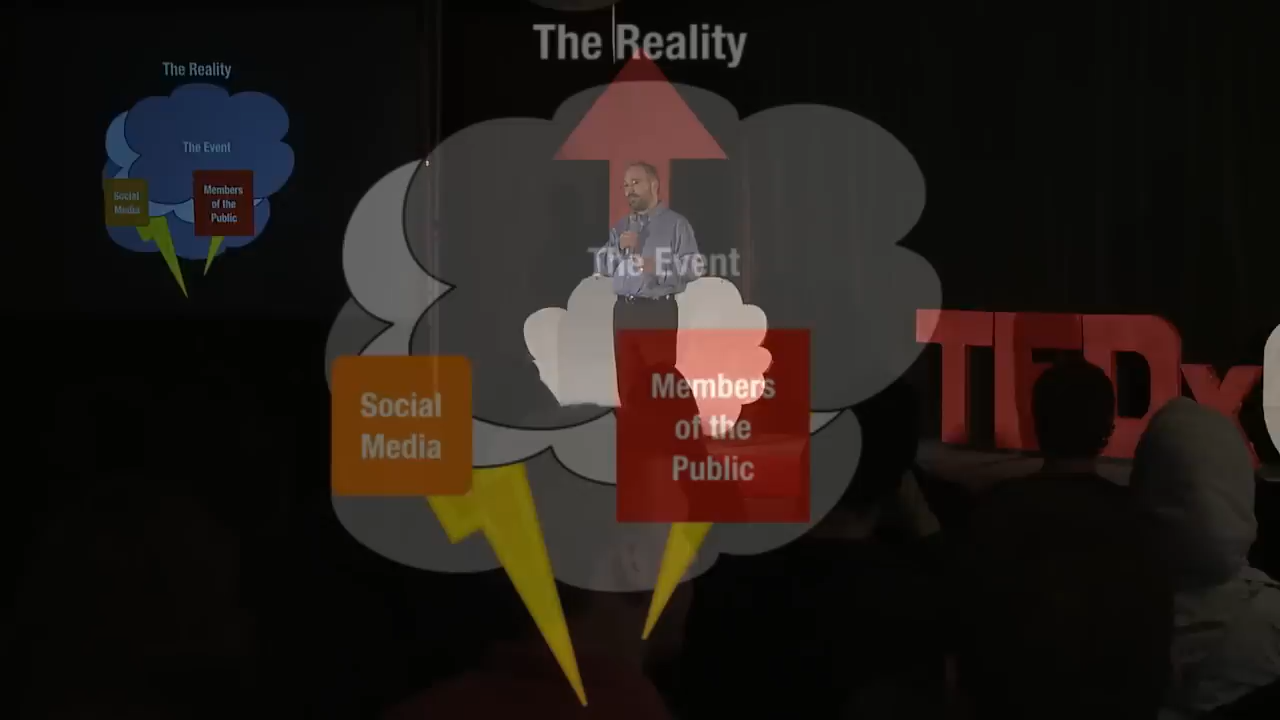 The Reality
The Event
Social
Media
Members
of the
Public
The Reality
The Event
Social
Media
Members
of the
Public
TEDx